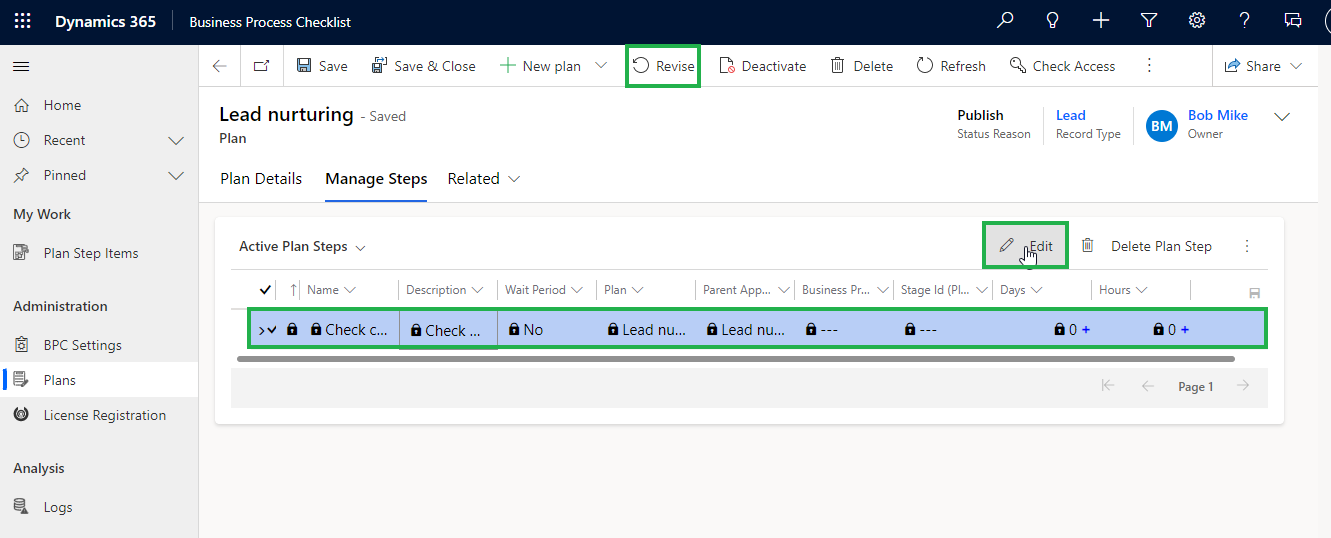 Dynamics 365 Business Process Checklist
Save Save & Close New plan Revise Deactivate Delete Refresh Check Access Share
Home
Recent
Pinned
My Work
Plan Step Items
Administration
BPC Settings
Plans
License Registration
Analysis
Logs
Lead nurturing - Saved
Plan
Publish
Status Reason
Lead
Record Type
BM
Bob Mike
Owner
Plan Details Manage Steps Related
Active Plan Steps Edit Delete Plan Step
Name Description Wait Period Plan Parent App... Business Pr... Stage Id (Pl... Days Hours
Check c... Check ... No Lead nu... Lead nu... --- --- 0 + 0 +
Page 1